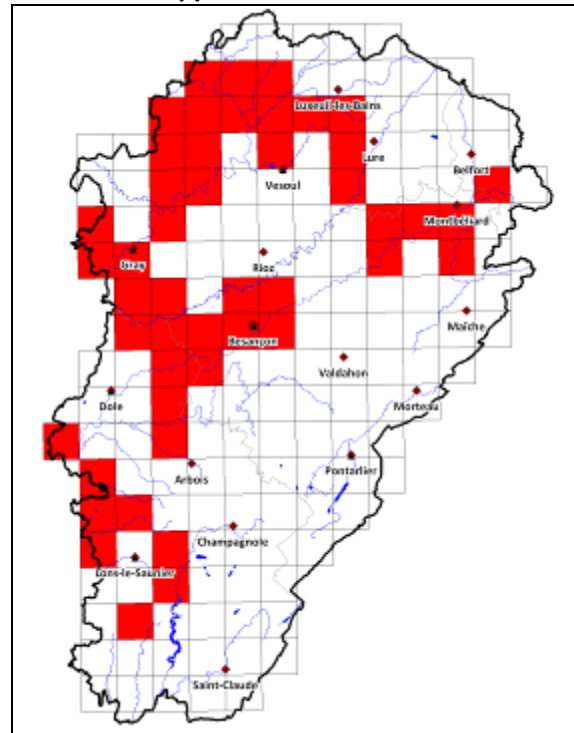 Luxeuil-les-Bains
Lure
Belfort
Vesoul
Montbéliard
Gray
Rioz
Maîche
Besançon
Valdahon
Dole
Morteau
Arbois
Pontarlier
Champagnole
Lons-le-Saunier
Saint-Claude